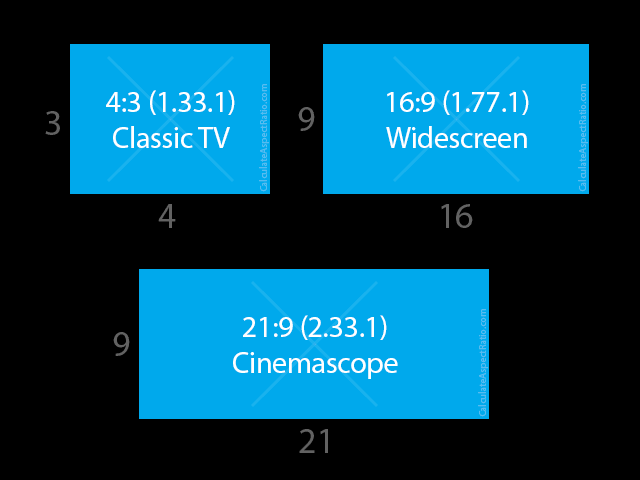 3
4:3 (1.33.1)
Classic TV
CalculateAspectRatio.com
4
9
16:9 (1.77.1)
Widescreen
CalculateAspectRatio.com
16
9
21:9 (2.33.1)
Cinemascope
CalculateAspectRatio.com
21